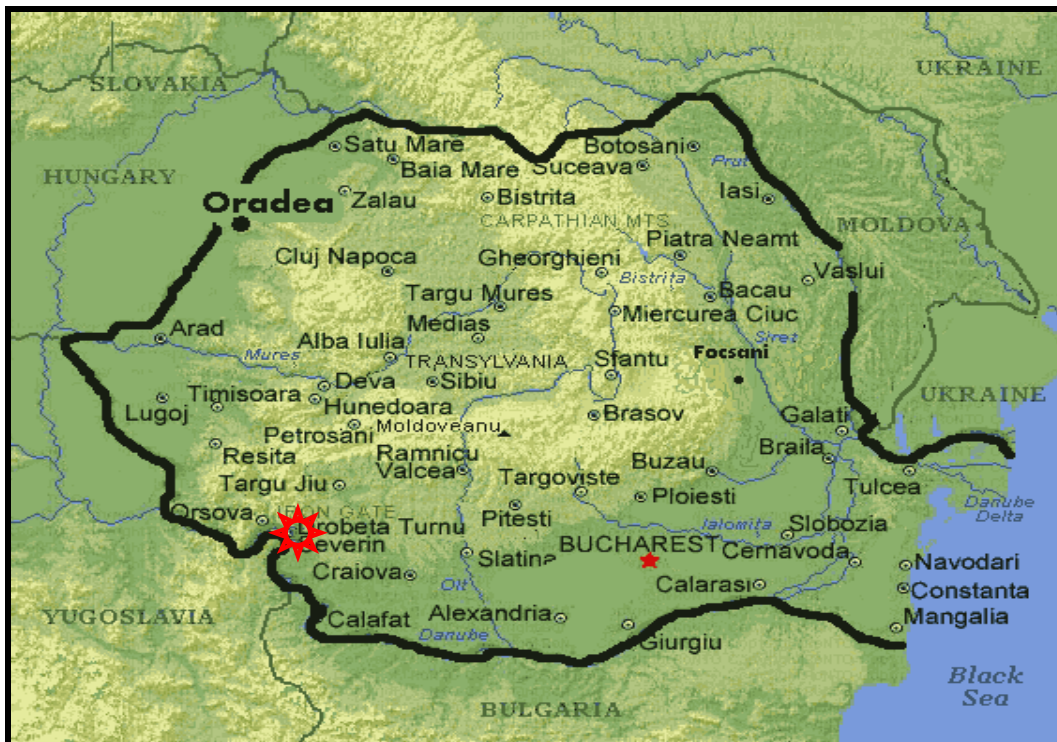 SLOVAKIA
UKRAINE
HUNGARY
Satu Mare
Botosani
Baia Mare
Suceava
Prut
Oradea
Zalau
Bistrita
Iasi
CARPATHIAN MTS
MOLDOVA
Cluj Napoca
Gheorghieni
Piatra Neamt
Bistrita
Vaslui
Targu Mures
Bacau
Arad
Medias
Miercurea Ciuc
Mures
Alba Iulia
Siret
TRANSYLVANIA
Sfantu
Focsani
Timisoara
Deva
Sibiu
UKRAINE
Lugoj
Hunedoara
Brasov
Galati
Petrosani
Moldoveanu
Resita
Ramnicu
Valcea
Buzau
Braila
Targu Jiu
Targoviste
Tulcea
Ploiesti
Danube
Delta
Orsova
IRON GATE
Pitesti
Ialomita
Slobozia
Drobeta Turnu
Severin
Slatina
BUCHAREST
Cernavoda
Navodari
Craiova
Olt
Calarasi
Constanta
YUGOSLAVIA
Calafat
Alexandria
Mangalia
Danube
Giurgiu
Black
Sea
BULGARIA